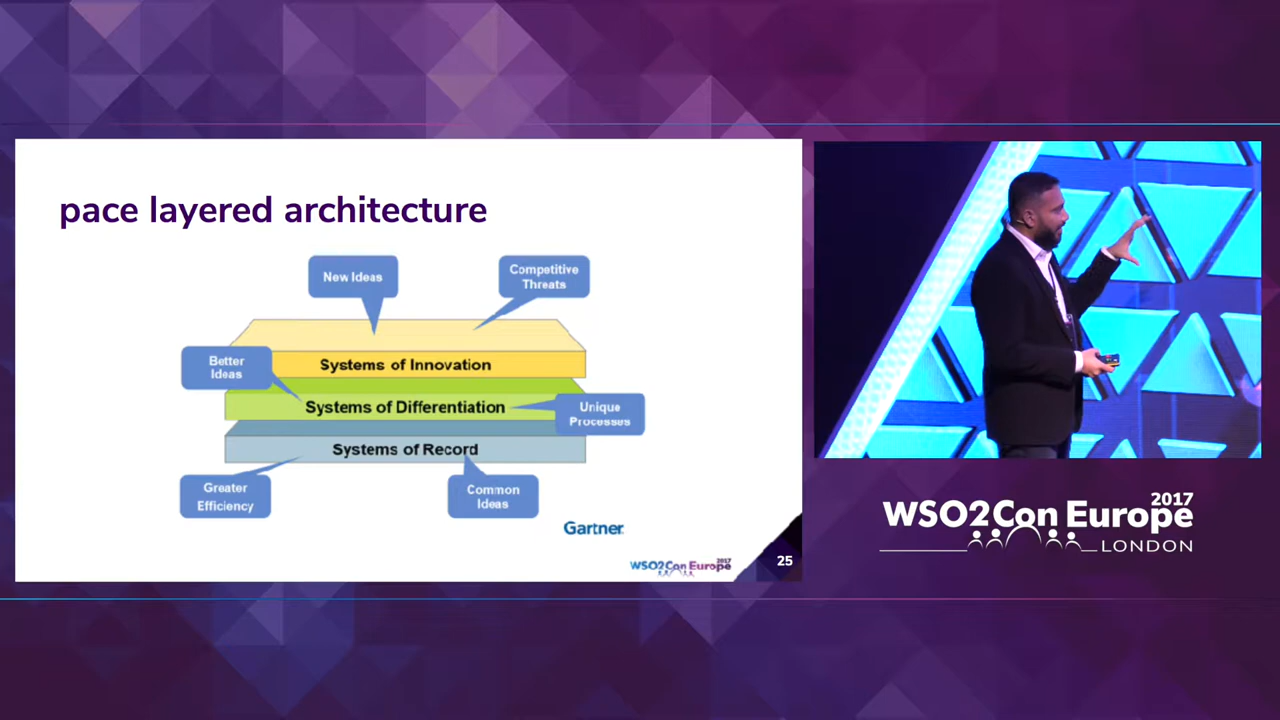 pace layered architecture
New Ideas
Competitive
Threats
Systems of Innovation
Better
Ideas
Systems of Differentiation
Unique
Processes
Systems of Record
Greater
Efficiency
Common
Ideas
Gartner
WSO2Con Europe 2017
25
WSO2Con Europe 2017
LONDON